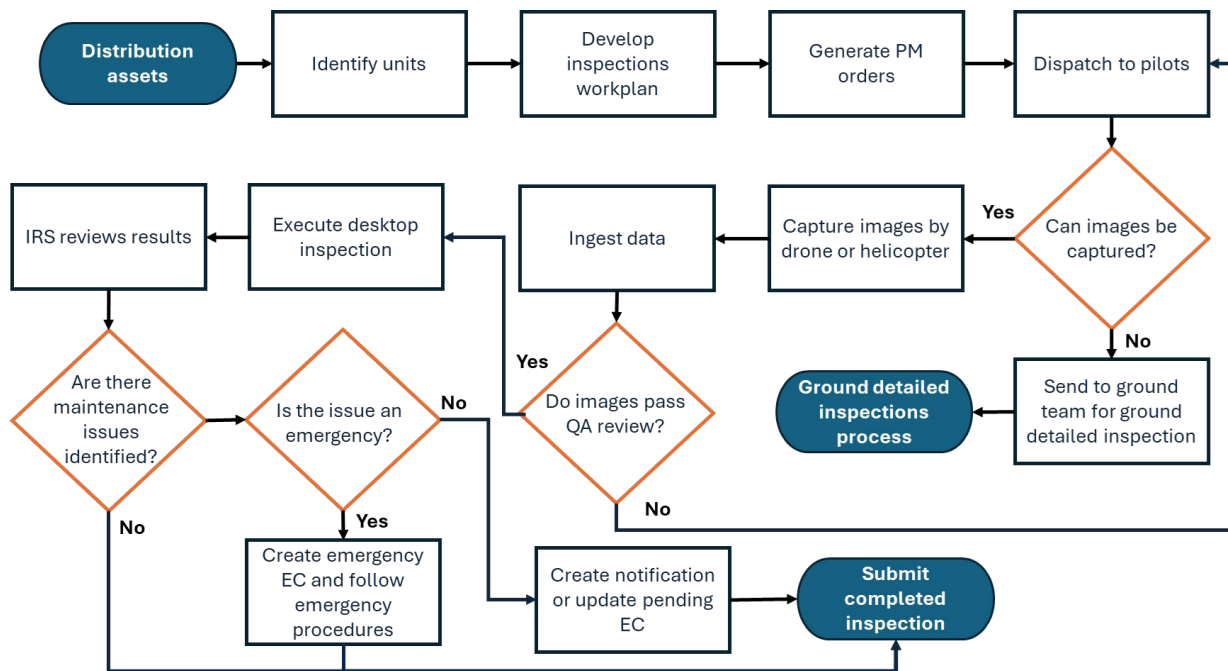 Distribution
assets
Identify units
Develop
inspections
workplan
Generate PM
orders
Dispatch to pilots
IRS reviews results
Execute desktop
inspection
Ingest data
Capture images by
drone or helicopter
Yes
Can images be
captured?
No
Are there
maintenance
issues
identified?
Is the issue an
emergency?
No
Yes
Do images pass
QA review?
Ground detailed
inspections
process
Send to ground
team for ground
detailed inspection
No
Yes
No
Create emergency
EC and follow
emergency
procedures
Create notification
or update pending
EC
Submit
completed
inspection